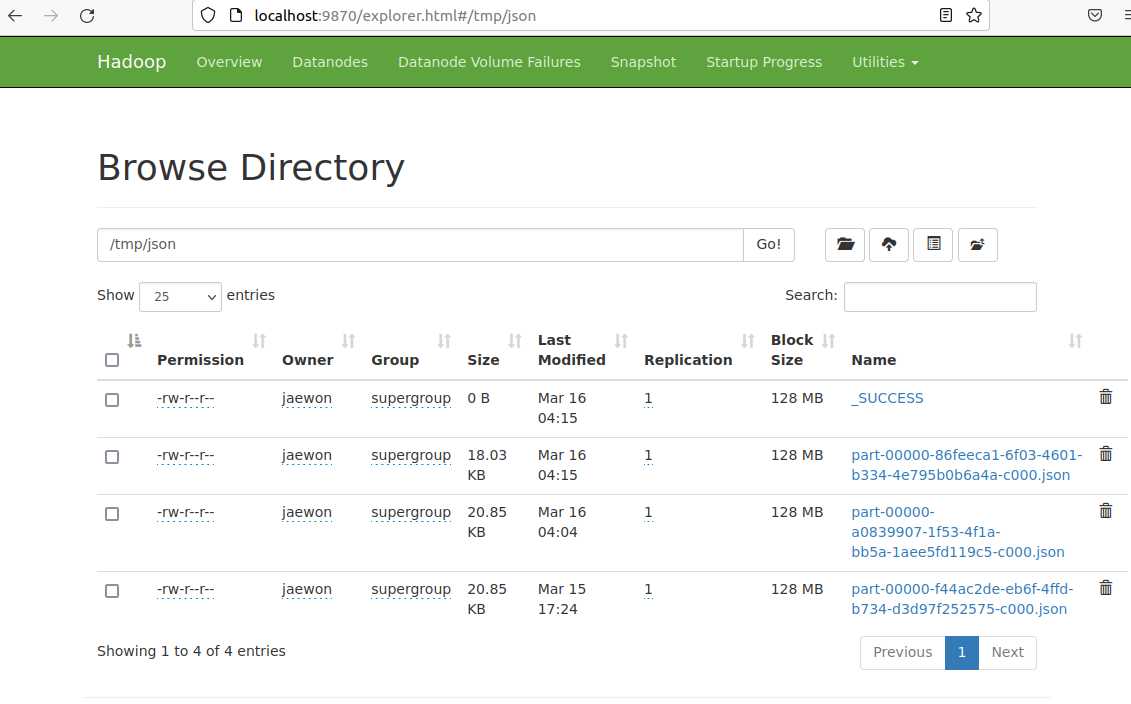 localhost:9870/explorer.html#/tmp/json
Hadoop Overview Datanodes Datanode Volume Failures Snapshot Startup Progress Utilities
Browse Directory
/tmp/json Go!
Show 25 entries Search:
Permission Owner Group Size Last Modified Replication Block Size Name
-rw-r--r-- jaewon supergroup 0 B Mar 16 04:15 1 128 MB _SUCCESS
-rw-r--r-- jaewon supergroup 18.03 KB Mar 16 04:15 1 128 MB part-00000-86feeca1-6f03-4601-b334-4e795b0b6a4a-c000.json
-rw-r--r-- jaewon supergroup 20.85 KB Mar 16 04:04 1 128 MB part-00000-a0839907-1f53-4f1a-bb5a-1aee5fd119c5-c000.json
-rw-r--r-- jaewon supergroup 20.85 KB Mar 15 17:24 1 128 MB part-00000-f44ac2de-eb6f-4ffd-b734-d3d97f252575-c000.json
Showing 1 to 4 of 4 entries Previous 1 Next